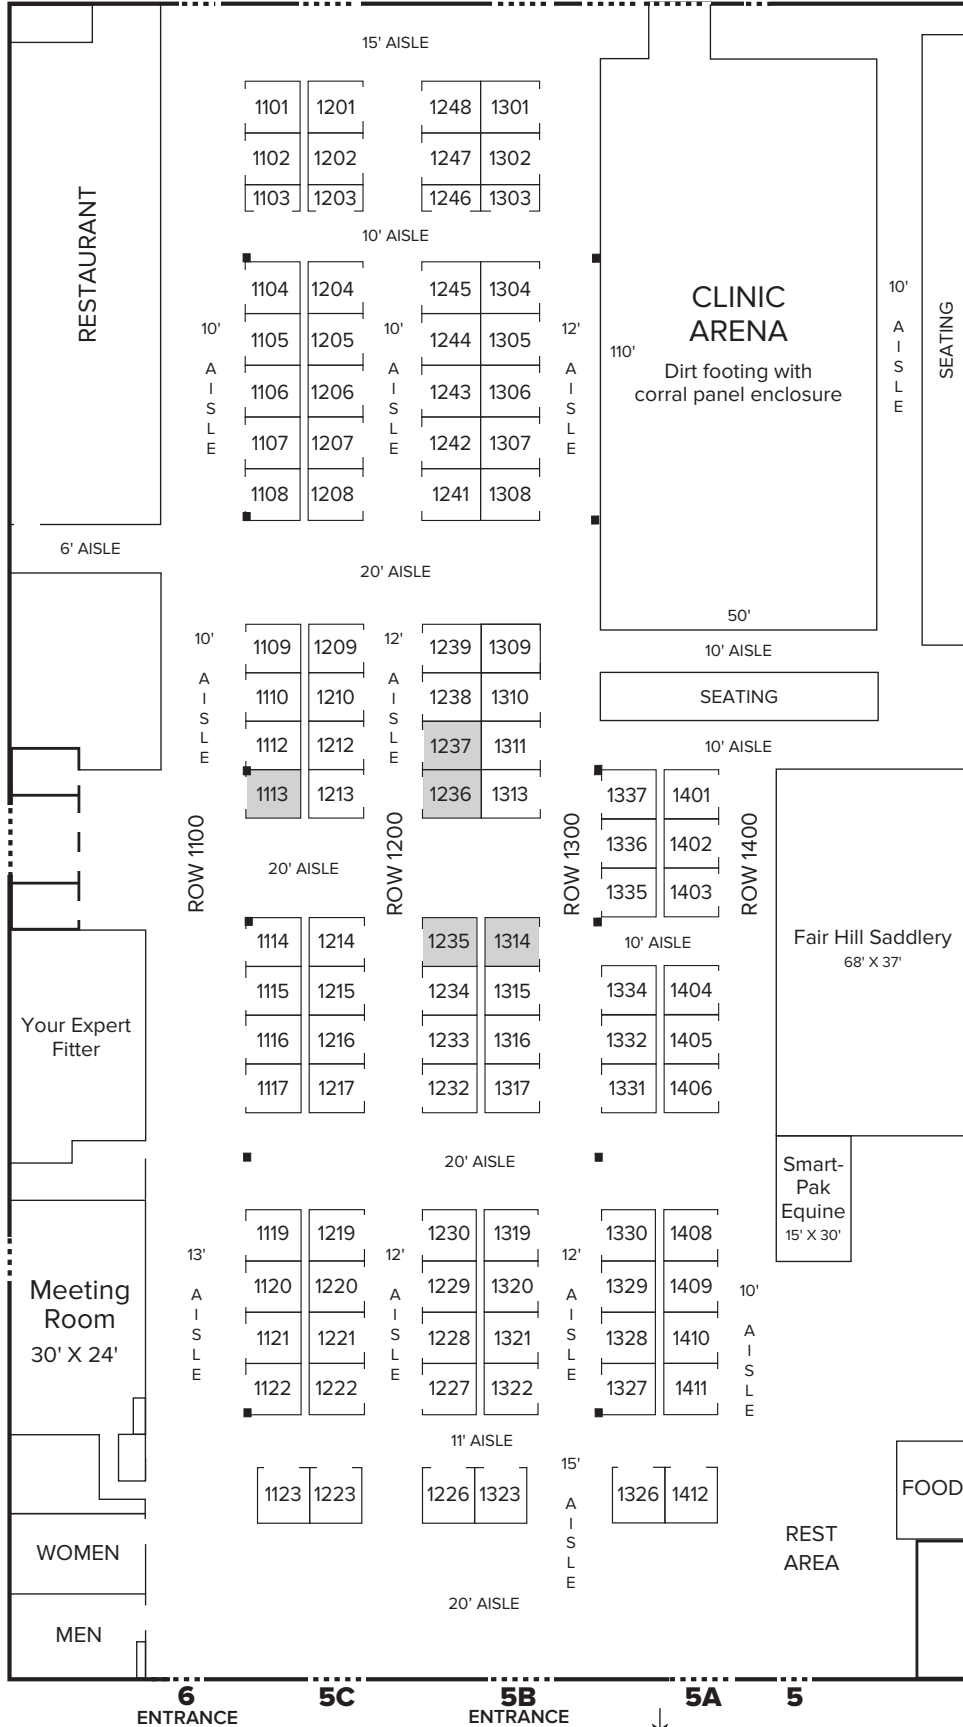 15' AISLE
1101 1201 1248 1301
1102 1202 1247 1302
1103 1203 1246 1303
RESTAURANT
10' AISLE
1104 1204 1245 1304
1105 1205 1244 1305
1106 1206 1243 1306
1107 1207 1242 1307
1108 1208 1241 1308
10' AISLE
10' AISLE
12' AISLE
110'
CLINIC
ARENA
Dirt footing with
corral panel enclosure
10' AISLE
SEATING
6' AISLE
20' AISLE
50'
10' AISLE
SEATING
10' AISLE
10' AISLE
12' AISLE
1109 1209 1239 1309
1110 1210 1238 1310
1112 1212 1237 1311
1113 1213 1236 1313
1337 1401
1336 1402
1335 1403
ROW 1100
20' AISLE
ROW 1200
ROW 1300
ROW 1400
10' AISLE
Fair Hill Saddlery
68' X 37'
1114 1214 1235 1314
1115 1215 1234 1315 1334 1404
1116 1216 1233 1316 1332 1405
1117 1217 1232 1317 1331 1406
Your Expert
Fitter
20' AISLE
Smart-
Pak
Equine
15' X 30'
1119 1219 1230 1319 1330 1408
1120 1220 1229 1320 1329 1409
1121 1221 1228 1321 1328 1410
1122 1222 1227 1322 1327 1411
13' AISLE
12' AISLE
12' AISLE
10' AISLE
Meeting
Room
30' X 24'
11' AISLE
15' AISLE
1123 1223 1226 1323 1326 1412
FOOD
REST
AREA
WOMEN
20' AISLE
MEN
6 5C 5B 5A 5
ENTRANCE ENTRANCE